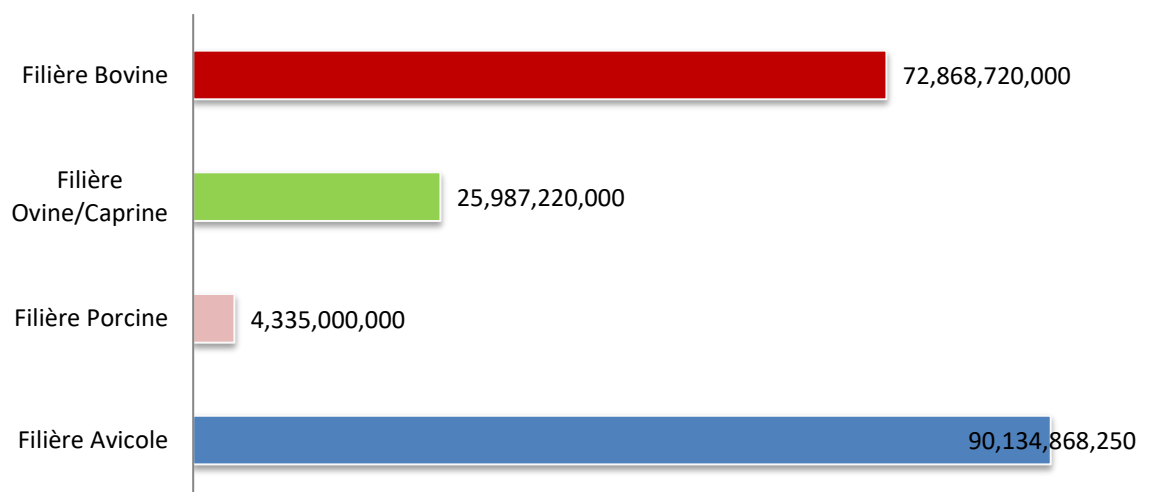 Filière Bovine
72,868,720,000
Filière
Ovine/Caprine
25,987,220,000
Filière Porcine
4,335,000,000
Filière Avicole
90,134,868,250